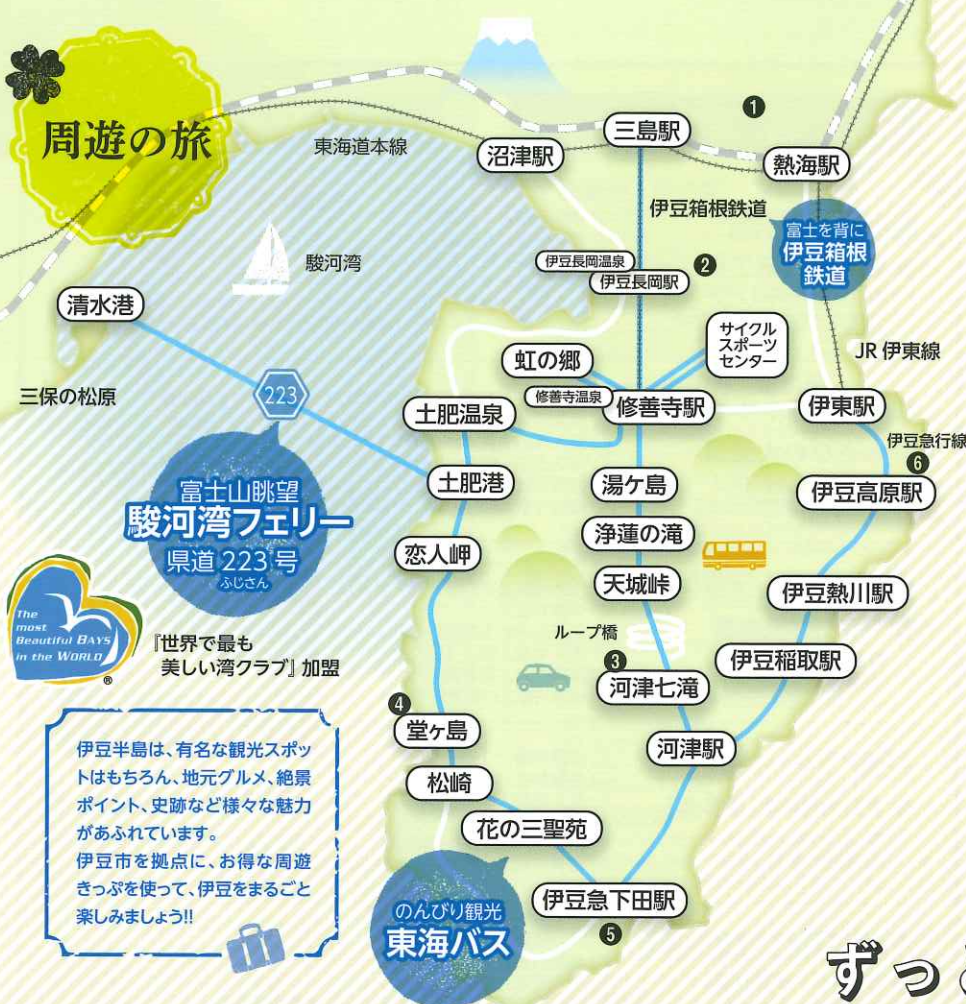 周遊の旅
❶
三島駅
東海道本線
沼津駅
熱海駅
伊豆箱根鉄道
富士を背に
伊豆箱根
鉄道
駿河湾
伊豆長岡温泉
伊豆長岡駅
❷
清水港
サイクル
スポーツ
センター
JR 伊東線
虹の郷
三保の松原
223
修善寺温泉
修善寺駅
伊東駅
土肥温泉
伊豆急行線
❻
富士山眺望
駿河湾フェリー
県道 223 号
ふじさん
土肥港
湯ケ島
伊豆高原駅
浄蓮の滝
恋人岬
天城峠
伊豆熱川駅
The
most
Beautiful BAYS
in the WORLD
®
『世界で最も
美しい湾クラブ』加盟
ループ橋
❸
河津七滝
伊豆稲取駅
❹
堂ヶ島
河津駅
松崎
花の三聖苑
伊豆半島は、有名な観光スポッ
トはもちろん、地元グルメ、絶景
ポイント、史跡など様々な魅力
があふれています。
伊豆市を拠点に、お得な周遊
きっぷを使って、伊豆をまるごと
楽しみましょう!!
のんびり観光
東海バス
伊豆急下田駅
❺
ずっ